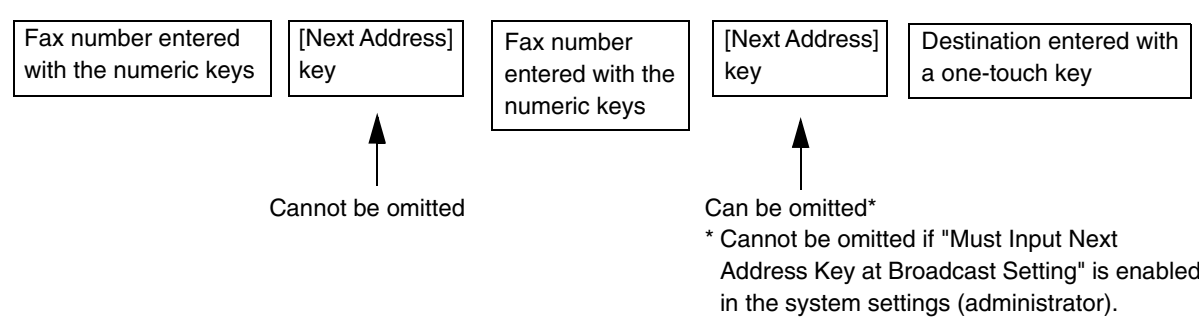 Fax number entered
with the numeric keys
[Next Address]
key
Fax number
entered with the
numeric keys
[Next Address]
key
Destination entered with
a one-touch key
Cannot be omitted
Can be omitted*
* Cannot be omitted if "Must Input Next
Address Key at Broadcast Setting" is enabled
in the system settings (administrator).